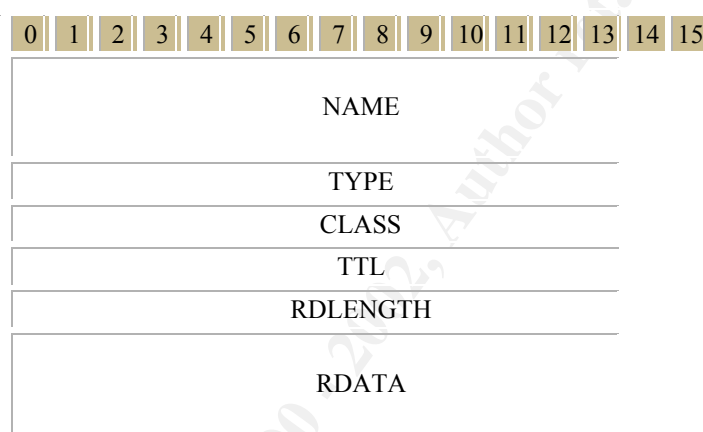 0 1 2 3 4 5 6 7 8 9 10 11 12 13 14 15
NAME
TYPE
CLASS
TTL
RDLENGTH
RDATA